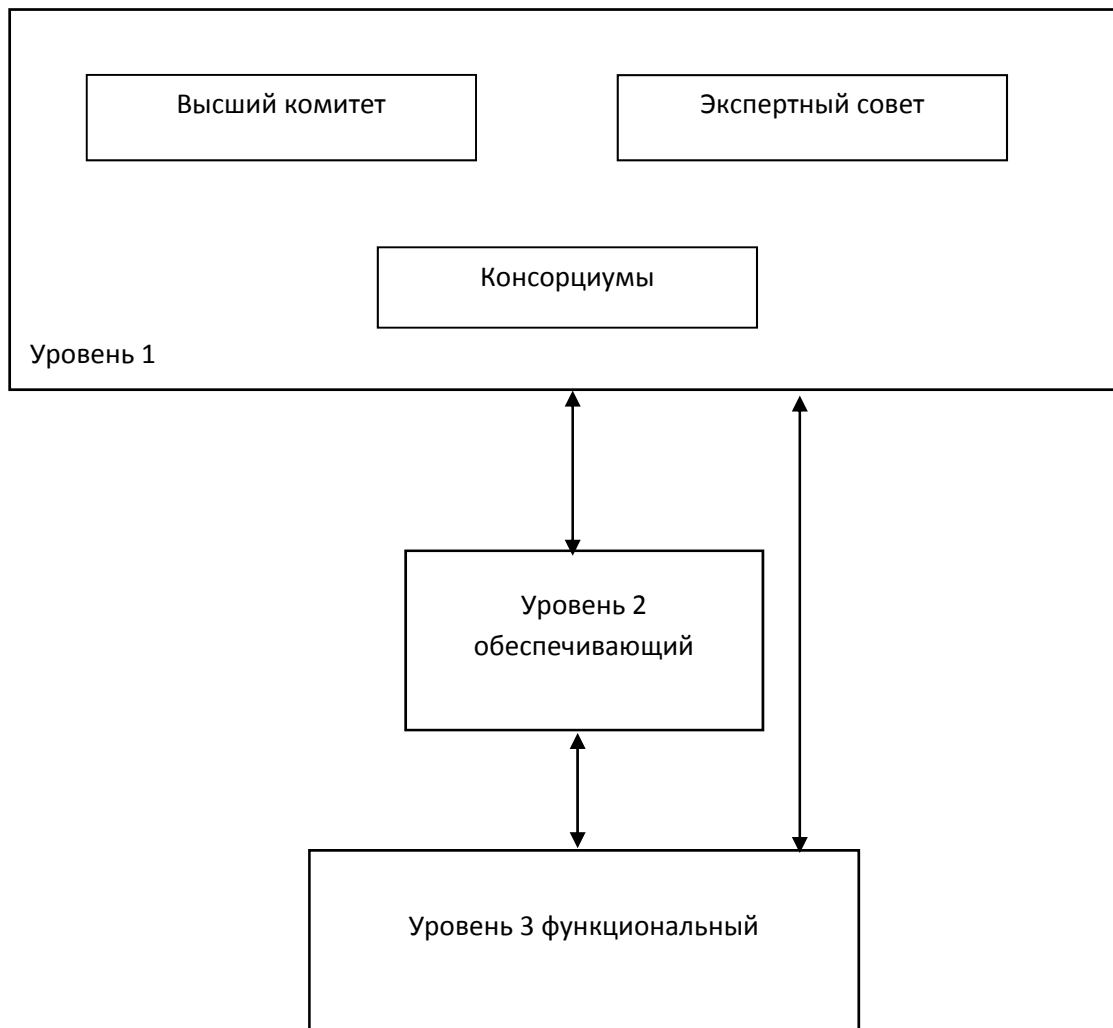 Высший комитет
Экспертный совет
Консорциумы
Уровень 1
Уровень 2
обеспечивающий
Уровень 3 функциональный